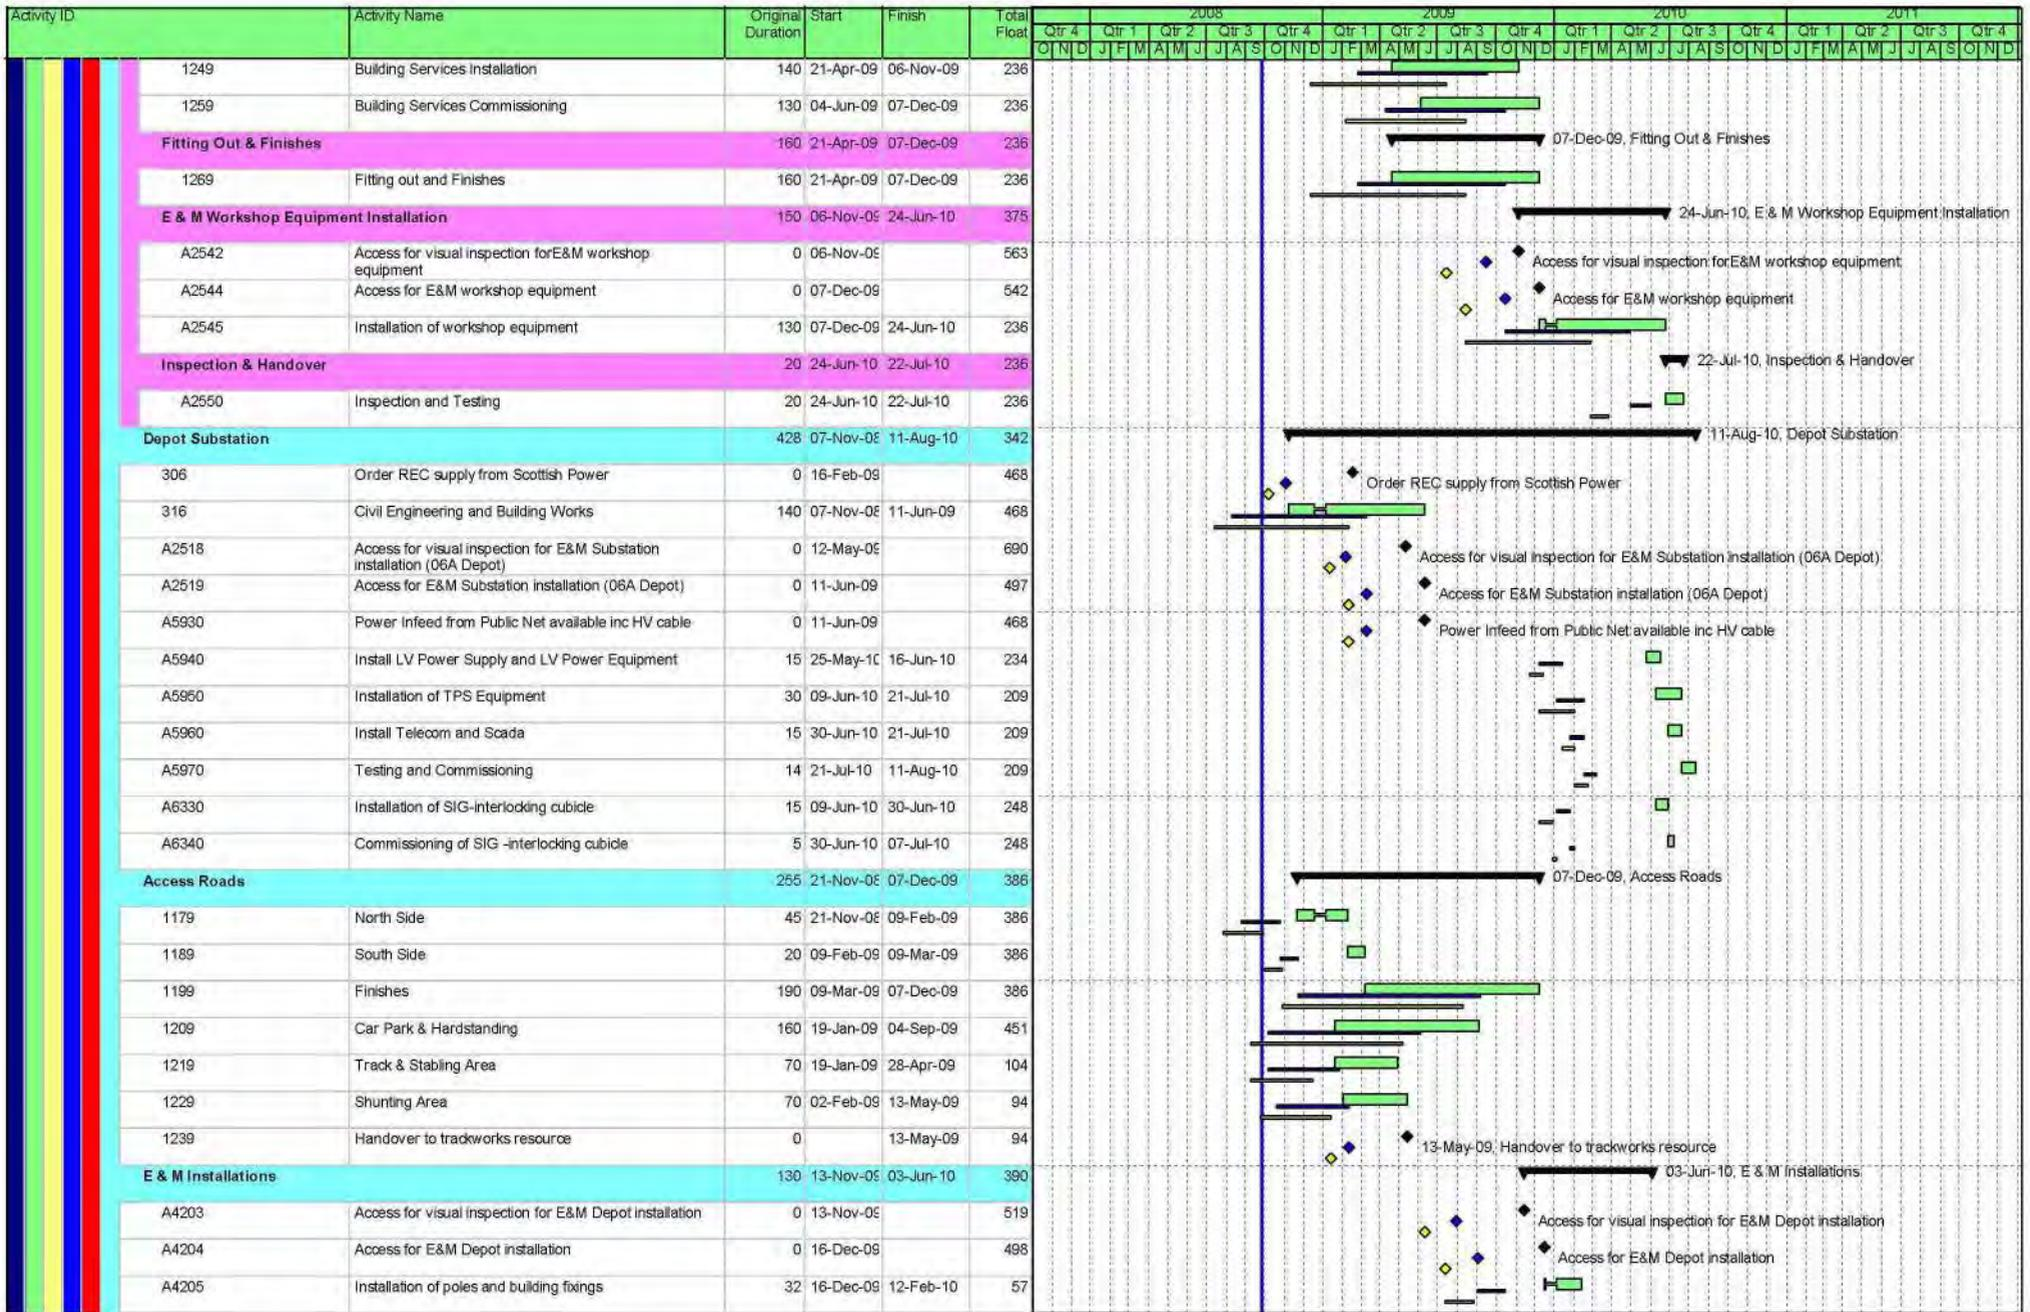 Activity ID Activity Name Original Duration Start Finish Total Float
2008 2009 2010 2011
Qtr 4 Qtr 1 Qtr 2 Qtr 3 Qtr 4 Qtr 1 Qtr 2 Qtr 3 Qtr 4 Qtr 1 Qtr 2 Qtr 3 Qtr 4 Qtr 1 Qtr 2 Qtr 3 Qtr 4
O N D J F M A M J J A S O N D J F M A M J J A S O N D J F M A M J J A S O N D J F M A M J J A S O N D
1249 Building Services Installation 140 21-Apr-09 06-Nov-09 236
1259 Building Services Commissioning 130 04-Jun-09 07-Dec-09 236
Fitting Out & Finishes 160 21-Apr-09 07-Dec-09 236 07-Dec-09, Fitting Out & Finishes
1269 Fitting out and Finishes 160 21-Apr-09 07-Dec-09 236
E & M Workshop Equipment Installation 150 06-Nov-09 24-Jun-10 375 24-Jun-10, E & M Workshop Equipment Installation
A2542 Access for visual inspection forE&M workshop equipment 0 06-Nov-09 563 Access for visual inspection forE&M workshop equipment
A2544 Access for E&M workshop equipment 0 07-Dec-09 542 Access for E&M workshop equipment
A2545 Installation of workshop equipment 130 07-Dec-09 24-Jun-10 236
Inspection & Handover 20 24-Jun-10 22-Jul-10 236 22-Jul-10, Inspection & Handover
A2550 Inspection and Testing 20 24-Jun-10 22-Jul-10 236
Depot Substation 428 07-Nov-08 11-Aug-10 342 11-Aug-10, Depot Substation
306 Order REC supply from Scottish Power 0 16-Feb-09 468 Order REC supply from Scottish Power
316 Civil Engineering and Building Works 140 07-Nov-08 11-Jun-09 468
A2518 Access for visual inspection for E&M Substation installation (06A Depot) 0 12-May-09 690 Access for visual inspection for E&M Substation installation (06A Depot)
A2519 Access for E&M Substation installation (06A Depot) 0 11-Jun-09 497 Access for E&M Substation installation (06A Depot)
A5930 Power Infeed from Public Net available inc HV cable 0 11-Jun-09 468 Power Infeed from Public Net available inc HV cable
A5940 Install LV Power Supply and LV Power Equipment 15 25-May-10 16-Jun-10 234
A5950 Installation of TPS Equipment 30 09-Jun-10 21-Jul-10 209
A5960 Install Telecom and Scada 15 30-Jun-10 21-Jul-10 209
A5970 Testing and Commissioning 14 21-Jul-10 11-Aug-10 209
A6330 Installation of SIG-interlocking cubicle 15 09-Jun-10 30-Jun-10 248
A6340 Commissioning of SIG -interlocking cubicle 5 30-Jun-10 07-Jul-10 248
Access Roads 255 21-Nov-08 07-Dec-09 386 07-Dec-09, Access Roads
1179 North Side 45 21-Nov-08 09-Feb-09 386
1189 South Side 20 09-Feb-09 09-Mar-09 386
1199 Finishes 190 09-Mar-09 07-Dec-09 386
1209 Car Park & Hardstanding 160 19-Jan-09 04-Sep-09 451
1219 Track & Stabling Area 70 19-Jan-09 28-Apr-09 104
1229 Shunting Area 70 02-Feb-09 13-May-09 94
1239 Handover to trackworks resource 0 13-May-09 94 13-May-09, Handover to trackworks resource
E & M Installations 130 13-Nov-09 03-Jun-10 390 03-Jun-10, E & M Installations
A4203 Access for visual inspection for E&M Depot installation 0 13-Nov-09 519 Access for visual inspection for E&M Depot installation
A4204 Access for E&M Depot installation 0 16-Dec-09 498 Access for E&M Depot installation
A4205 Installation of poles and building fixings 32 16-Dec-09 12-Feb-10 57